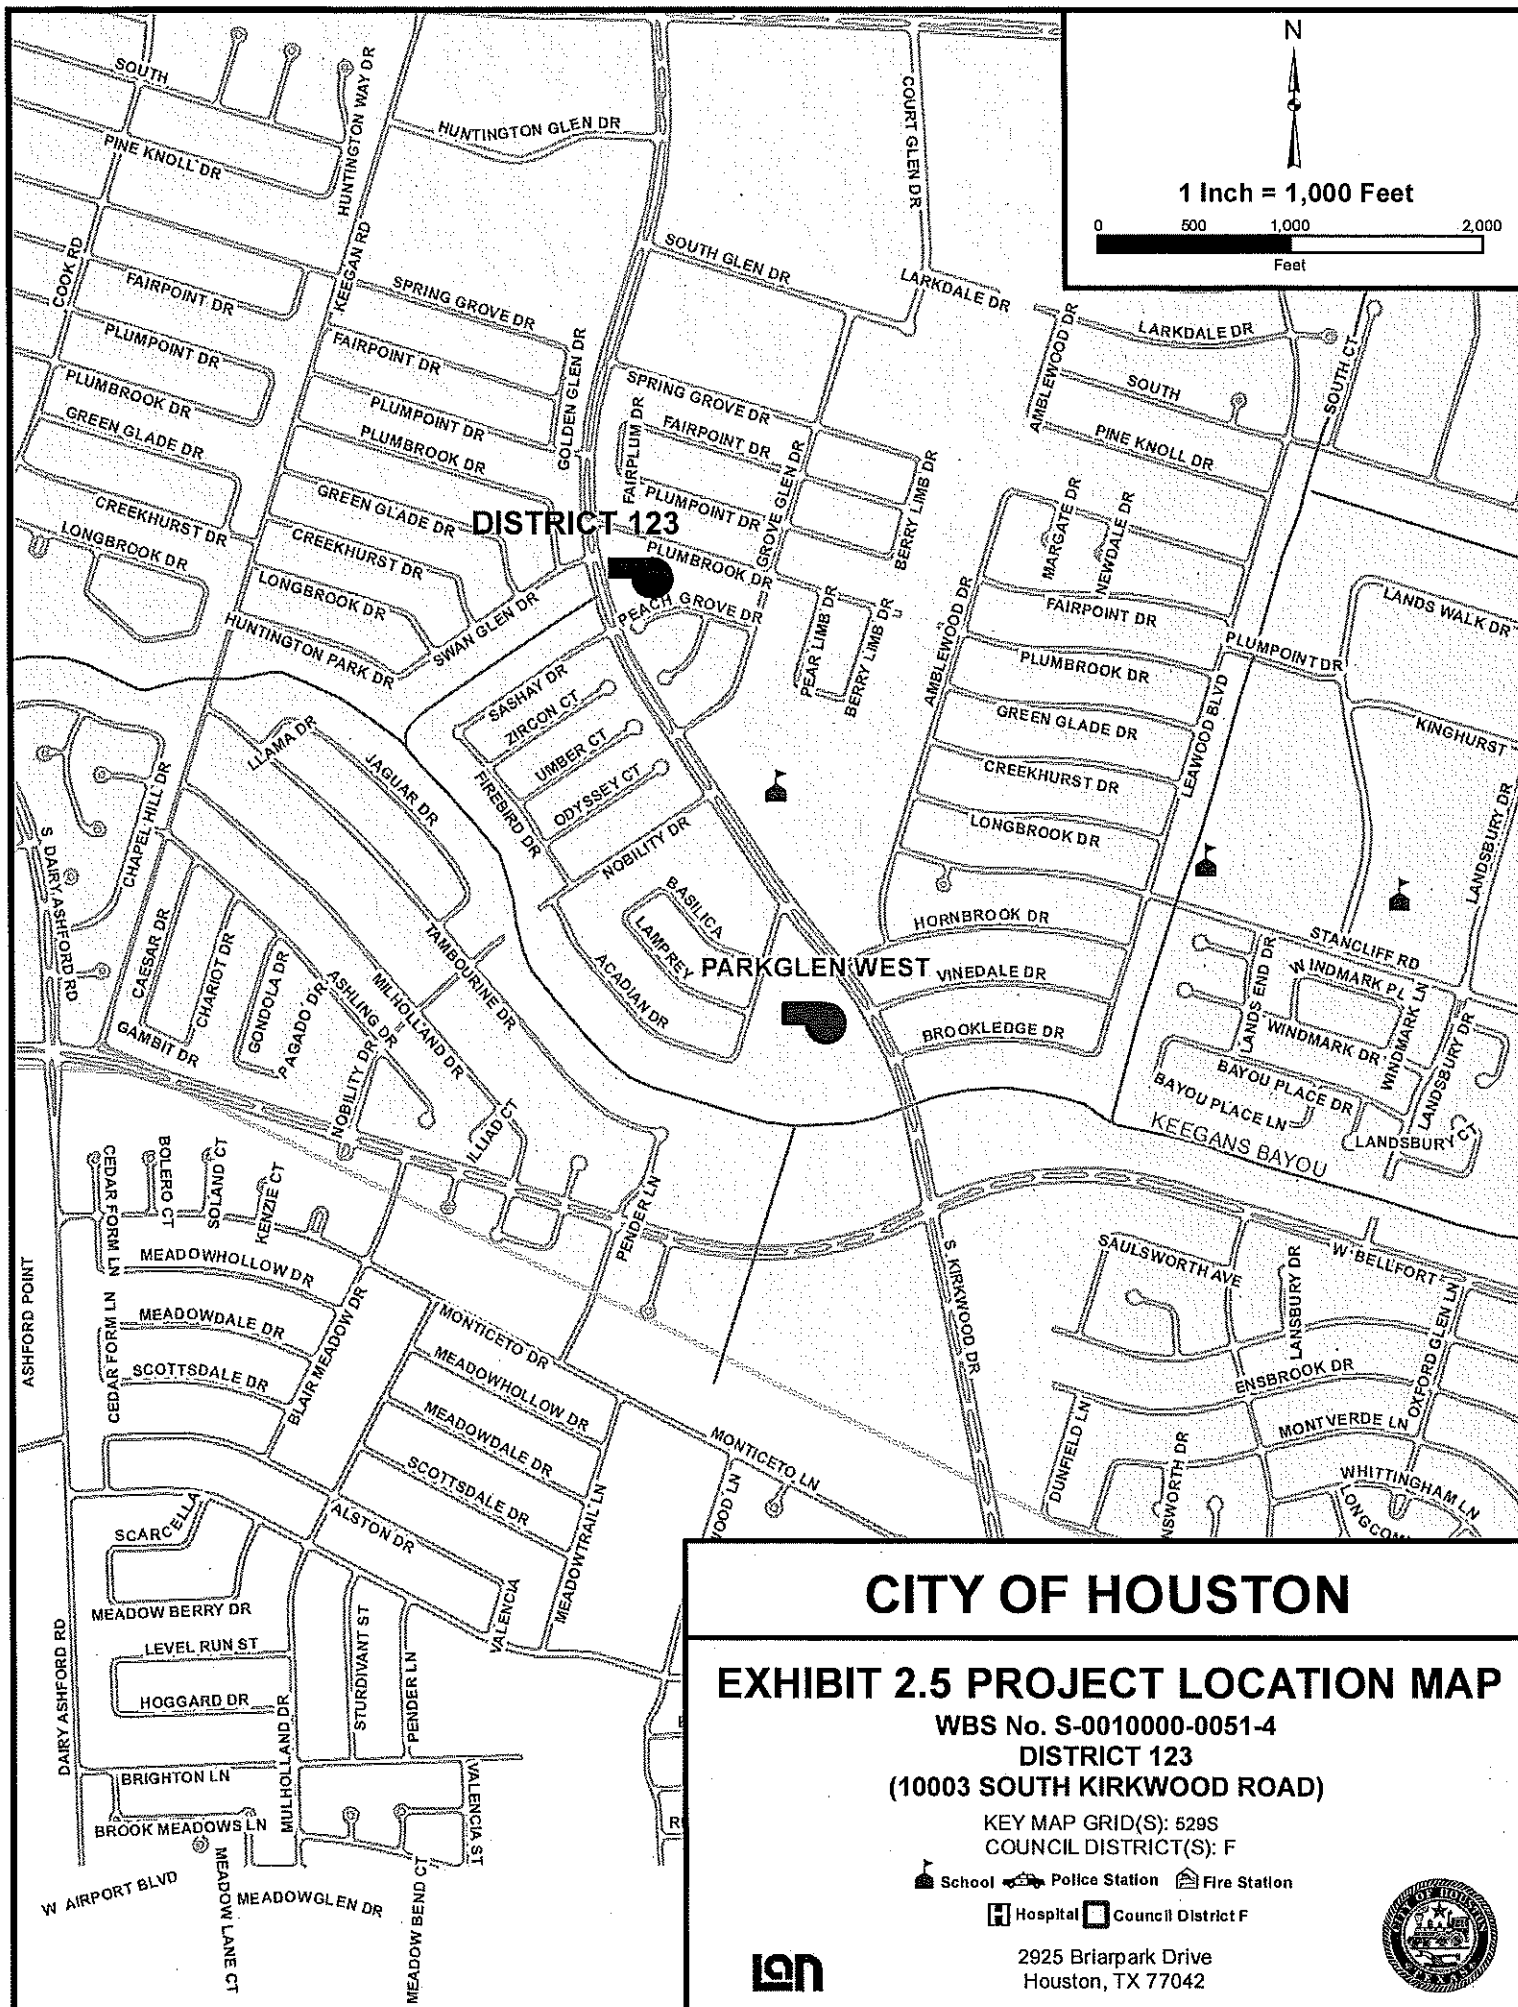 N
1 Inch = 1,000 Feet
0 500 1,000 2,000
Feet
SOUTH
PINE KNOLL DR
HUNTINGTON WAY DR
HUNTINGTON GLEN DR
COURT GLEN DR
KEEGAN RD
COOK RD
SOUTH GLEN DR
LARKDALE DR
LARKDALE DR
FAIRPOINT DR
SPRING GROVE DR
AMBLEWOOD DR
SOUTH
SOUTH CT
PLUMPOINT DR
FAIRPOINT DR
GOLDEN GLEN DR
SPRING GROVE DR
PLUMBROOK DR
PLUMPOINT DR
FAIRPLUM DR
FAIRPOINT DR
PINE KNOLL DR
GREEN GLADE DR
PLUMBROOK DR
GROVE GLEN DR
BERRY LIMB DR
CREEKHURST DR
GREEN GLADE DR
PLUMPOINT DR
MARGATE DR
NEWDALE DR
DISTRICT 123
LONGBROOK DR
CREEKHURST DR
PLUMBROOK DR
LONGBROOK DR
PEACH GROVE DR
PEAR LIMB DR
BERRY LIMB DR
AMBLEWOOD DR
FAIRPOINT DR
LANDS WALK DR
HUNTINGTON PARK DR
SWAN GLEN DR
PLUMBROOK DR
PLUMPOINT DR
SASHAY DR
ZIRCON CT
GREEN GLADE DR
LEAWOOD BLVD
KINGHURST
LLAMA DR
JAGUAR DR
UMBER CT
ODYSSEY CT
FIREBIRD DR
CREEKHURST DR
LONGBROOK DR
LANDSBURY DR
S DAIRY ASHFORD RD
CHAPEL HILL DR
NOBILITY DR
BASILICA
LAMPREY
HORNBROOK DR
STANCLIFF RD
CAESAR DR
CHARIOT DR
GONDOLA DR
PAGADO DR
ASHLING DR
MILHOLLAND DR
TAMBOURINE DR
ACADIAN DR
PARKGLEN WEST
VINEDALE DR
LANDS END DR
WINDMARK PL
WINDMARK LN
GAMBIT DR
BROOKLEDGE DR
WINDMARK DR
LANDSBURY DR
NOBILITY DR
BAYOU PLACE DR
BAYOU PLACE LN
ILLIAD CT
KEEGANS BAYOU
LANDSBURY CT
CEDAR FORM LN
BOLERO CT
SOLAND CT
KENZIE CT
PENDER LN
MEADOWHOLLOW DR
S KIRKWOOD DR
SAULSWORTH AVE
W BELLFORT
LANSBURY DR
ASHFORD POINT
MEADOWDALE DR
CEDAR FORM LN
SCOTTSDALE DR
BLAIR MEADOW DR
MONTICETO DR
MEADOWHOLLOW DR
ENSBROOK DR
OXFORD GLEN LN
MEADOWDALE DR
MONTICETO LN
DUNFIELD LN
MONTVERDE LN
SCOTTSDALE DR
NSWORTH DR
WHITTINGHAM LN
WOOD LN
LONGCOM
SCARCELLA
ALSTON DR
MEADOWTRAIL LN
MEADOW BERRY DR
VALENCIA
STURDIVANT ST
LEVEL RUN ST
PENDER LN
HOGGARD DR
DAIRY ASHFORD RD
MULHOLLAND DR
BRIGHTON LN
VALENCIA ST
BROOK MEADOWS LN
W AIRPORT BLVD
MEADOW LANE CT
MEADOWGLEN DR
MEADOW BEND CT
CITY OF HOUSTON
EXHIBIT 2.5 PROJECT LOCATION MAP
WBS No. S-0010000-0051-4
DISTRICT 123
(10003 SOUTH KIRKWOOD ROAD)
KEY MAP GRID(S): 529S
COUNCIL DISTRICT(S): F
School Police Station Fire Station
H Hospital Council District F
2925 Briarpark Drive
Houston, TX 77042
lan
CITY OF HOUSTON
TEXAS